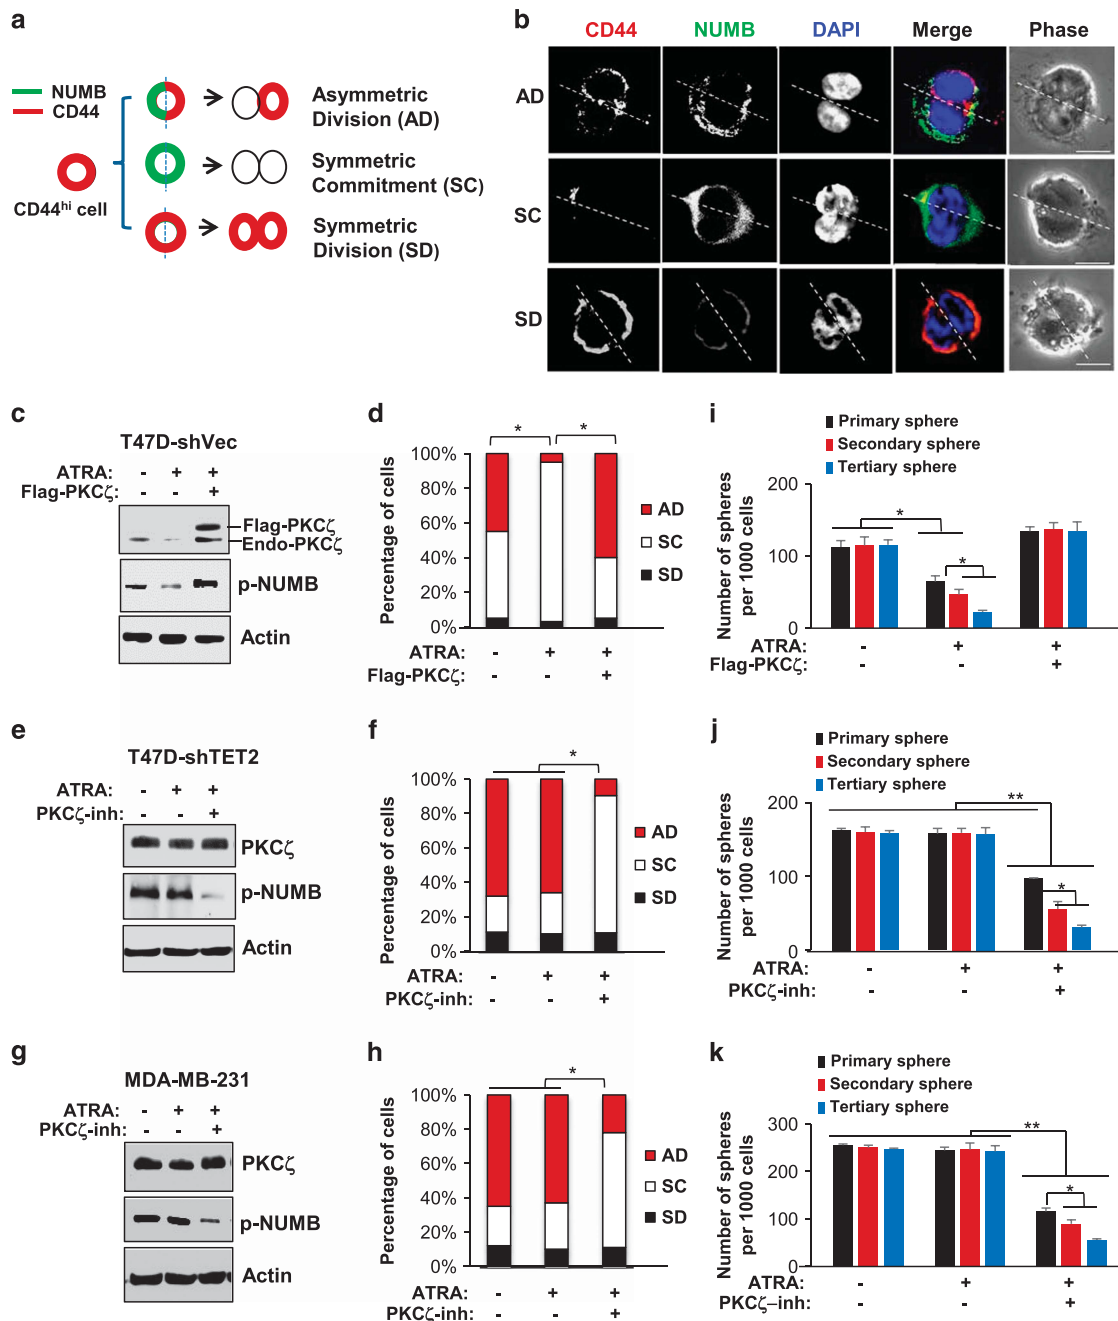 a
NUMB
CD44
CD44hi cell
Asymmetric
Division (AD)
Symmetric
Commitment (SC)
Symmetric
Division (SD)
b
CD44 NUMB DAPI Merge Phase
AD
SC
SD
c
T47D-shVec
ATRA: - + +
Flag-PKCζ: - - +
Flag-PKCζ
Endo-PKCζ
p-NUMB
Actin
d
* *
Percentage of cells
100%
80%
60%
40%
20%
0%
AD
SC
SD
ATRA: - + +
Flag-PKCζ: - - +
i
Primary sphere
Secondary sphere
Tertiary sphere
Number of spheres
per 1000 cells
200
100
0
*
*
ATRA: - + +
Flag-PKCζ: - - +
e
T47D-shTET2
ATRA: - + +
PKCζ-inh: - - +
PKCζ
p-NUMB
Actin
f
*
Percentage of cells
100%
80%
60%
40%
20%
0%
AD
SC
SD
ATRA: - + +
PKCζ-inh: - - +
j
Primary sphere
Secondary sphere
Tertiary sphere
Number of spheres
per 1000 cells
200
100
0
**
*
ATRA: - + +
PKCζ-inh: - - +
g
MDA-MB-231
ATRA: - + +
PKCζ-inh: - - +
PKCζ
p-NUMB
Actin
h
*
Percentage of cells
100%
80%
60%
40%
20%
0%
AD
SC
SD
ATRA: - + +
PKCζ-inh: - - +
k
Primary sphere
Secondary sphere
Tertiary sphere
Number of spheres
per 1000 cells
300
200
100
0
**
*
ATRA: - + +
PKCζ–inh: - - +